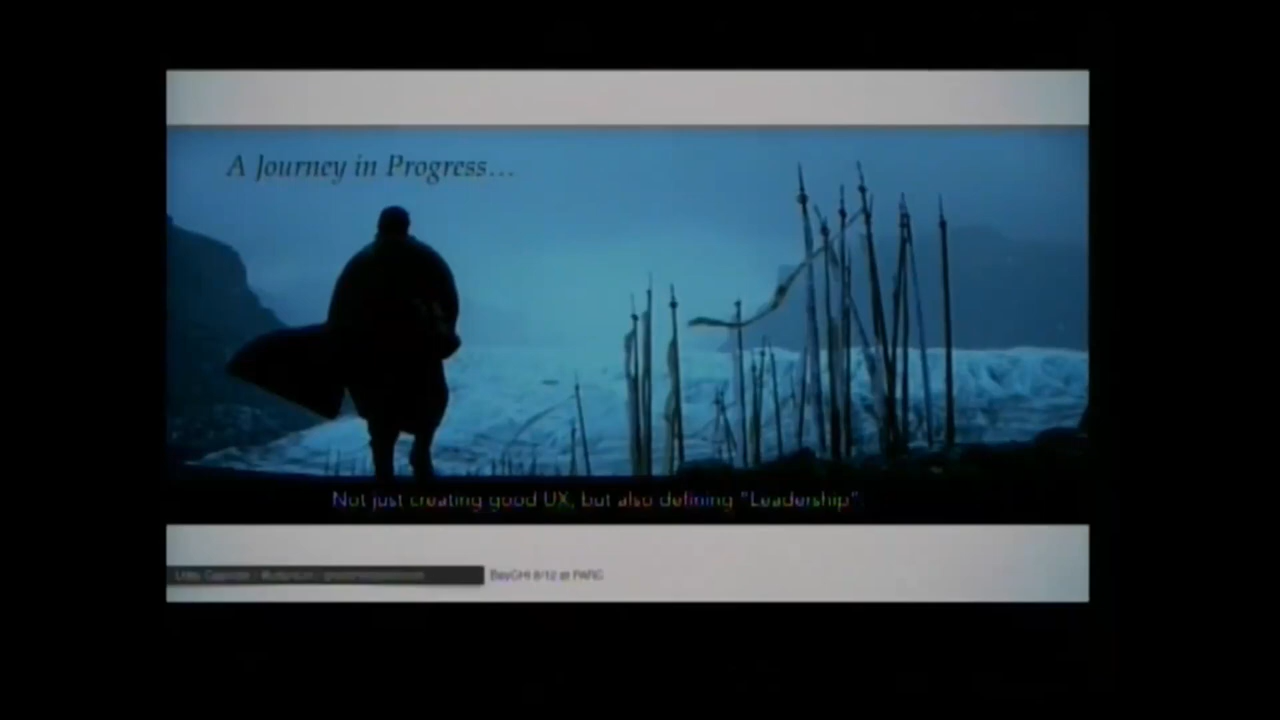 A Journey in Progress...
Not just creating good UX, but also defining "Leadership".
BayCHI 8/12 at PARC